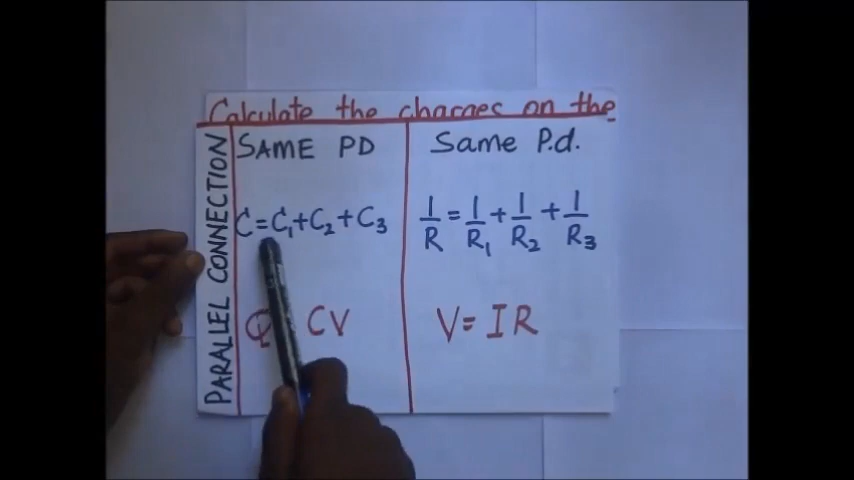 Calculate the charges on the
PARALLEL CONNECTION
SAME PD
C=C₁+C₂+C₃
Q CV
Same P.d.
1/R = 1/R₁ + 1/R₂ + 1/R₃
V= IR